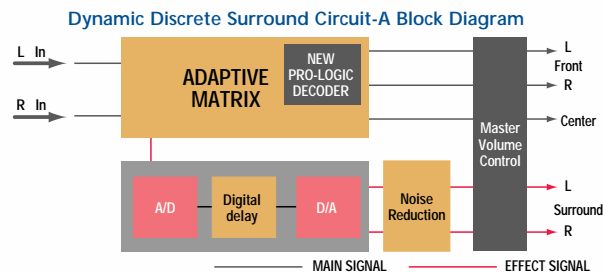 Dynamic Discrete Surround Circuit-A Block Diagram
L In
R In
ADAPTIVE
MATRIX
NEW
PRO-LOGIC
DECODER
Master
Volume
Control
L
Front
R
Center
A/D
Digital
delay
D/A
Noise
Reduction
L
Surround
R
MAIN SIGNAL
EFFECT SIGNAL